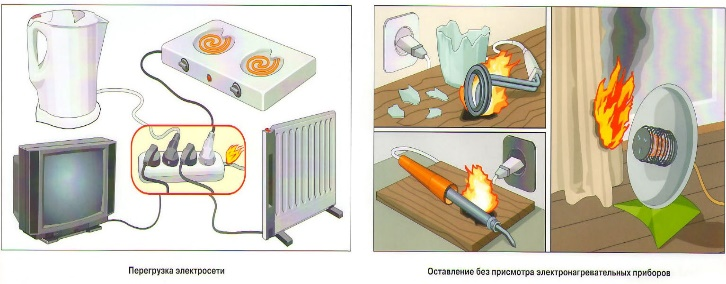 Перегрузка электросети
Оставление без присмотра электронагревательных приборов